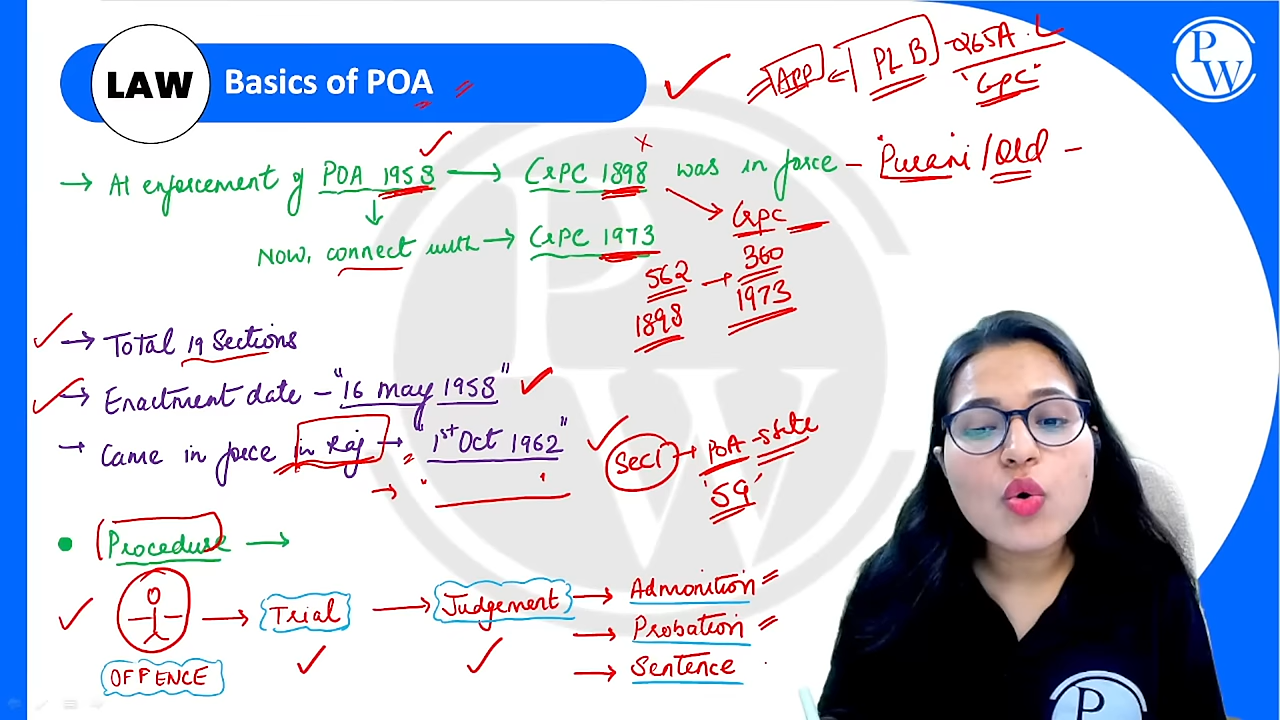 LAW Basics of POA
APP ← PLB - 265A. L
"CrPC"
PW
→ At enforcement of POA 1958 → CrPC 1898 was in force - Purani / Old -
Now, connect with → CrPC 1973
CrPC
562 → 360
1898 1973
→ Total 19 Sections
→ Enactment date - "16 May 1958"
→ Came in force in Raj → "1st Oct 1962"
Sec 1 → POA - State
'59'
• Procedure →
OFFENCE → Trial → Judgement → Admonition
→ Probation
→ Sentence
PW
PW